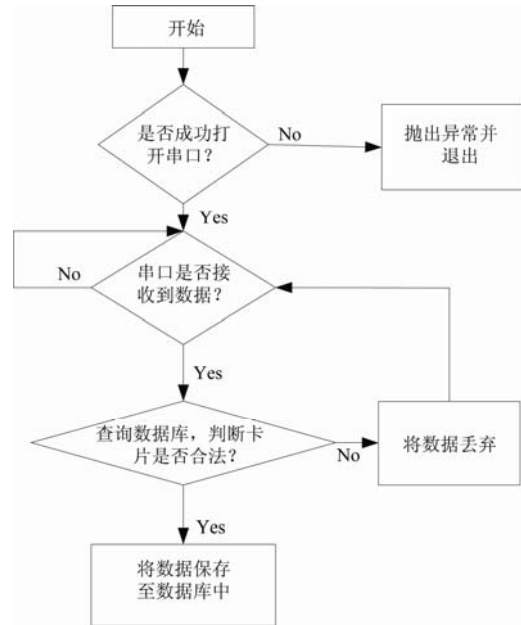 开始
是否成功打
开串口？
No
抛出异常并
退出
Yes
串口是否接
收到数据？
No
Yes
查询数据库，判断卡
片是否合法？
No
将数据丢弃
Yes
将数据保存
至数据库中